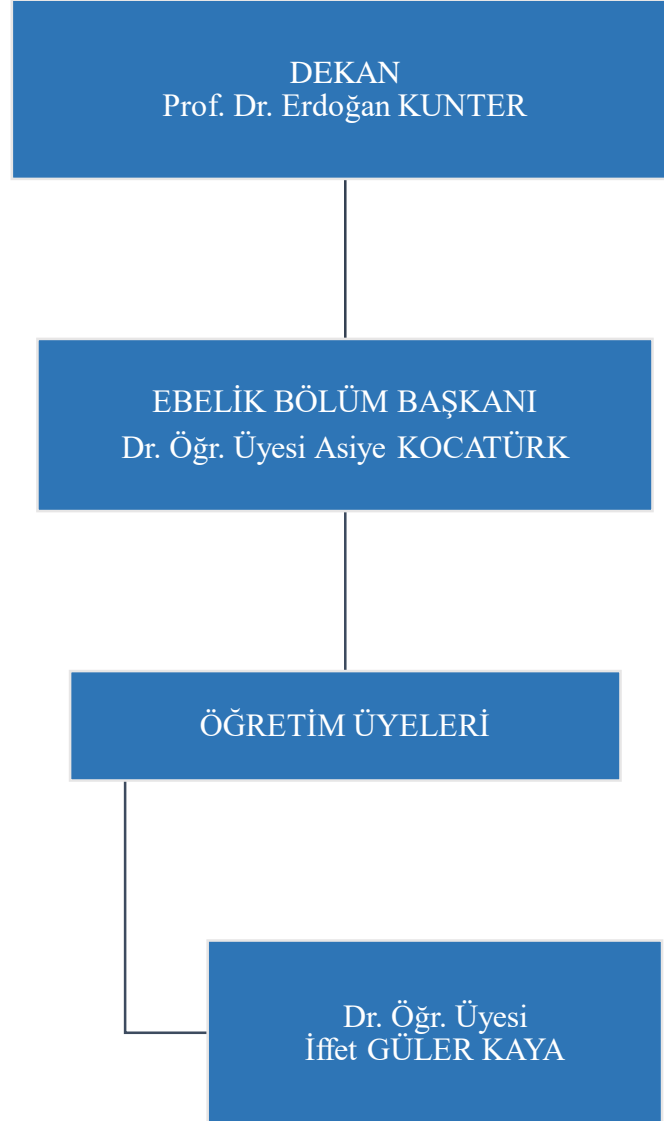 DEKAN
Prof. Dr. Erdoğan KUNTER
EBELİK BÖLÜM BAŞKANI
Dr. Öğr. Üyesi Asiye KOCATÜRK
ÖĞRETİM ÜYELERİ
Dr. Öğr. Üyesi
İffet GÜLER KAYA